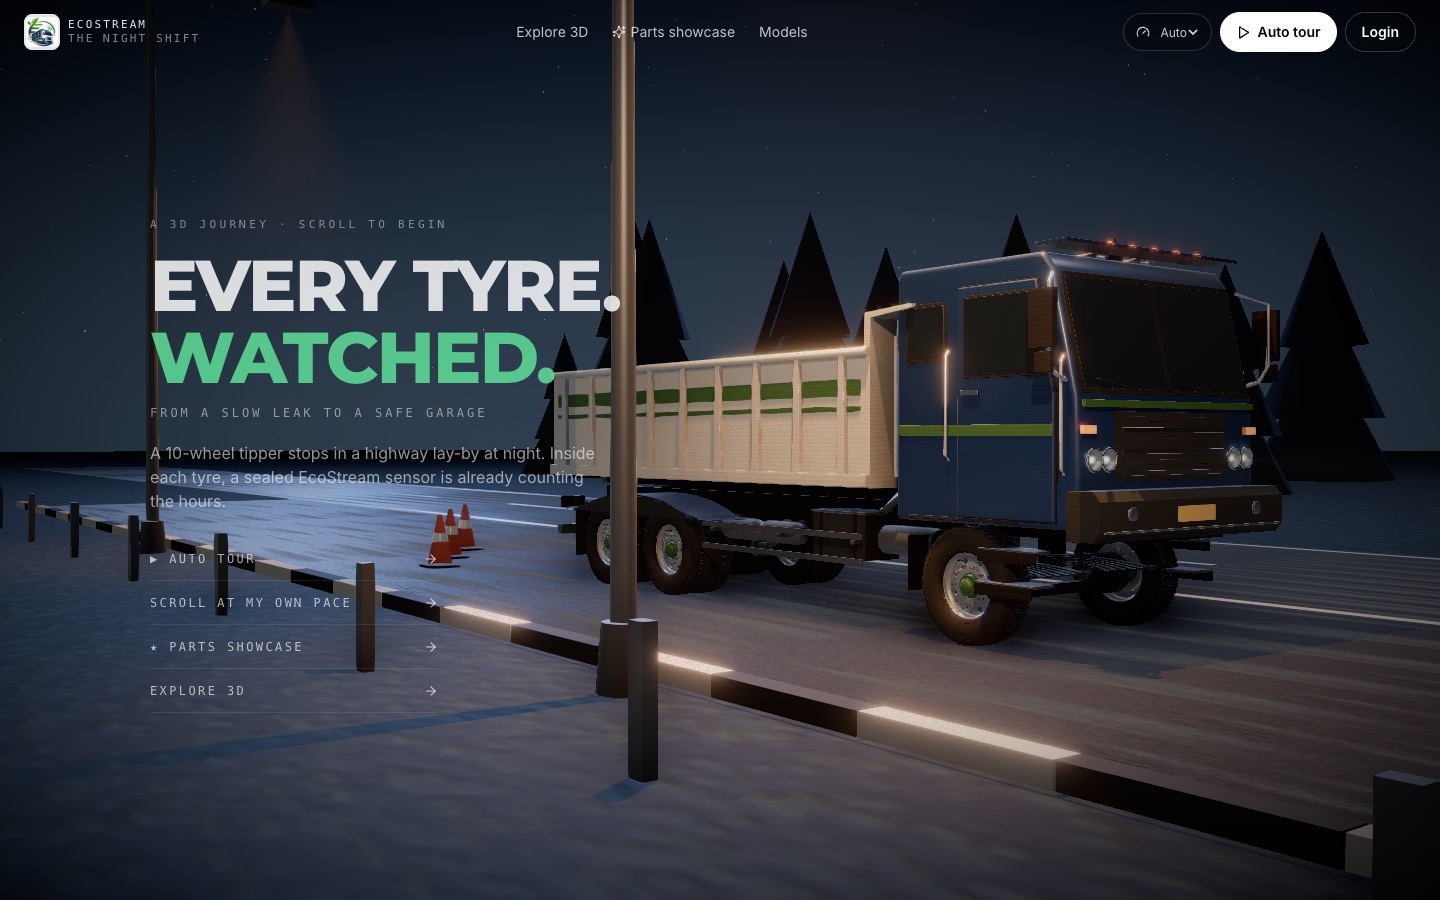 ECOSTREAM
THE NIGHT SHIFT
Explore 3D
Parts showcase
Models
Auto
Auto tour
Login
A 3D JOURNEY · SCROLL TO BEGIN
EVERY TYRE.
WATCHED.
FROM A SLOW LEAK TO A SAFE GARAGE
A 10-wheel tipper stops in a highway lay-by at night. Inside
each tyre, a sealed EcoStream sensor is already counting
the hours.
▶ AUTO TOUR →
SCROLL AT MY OWN PACE →
★ PARTS SHOWCASE →
EXPLORE 3D →